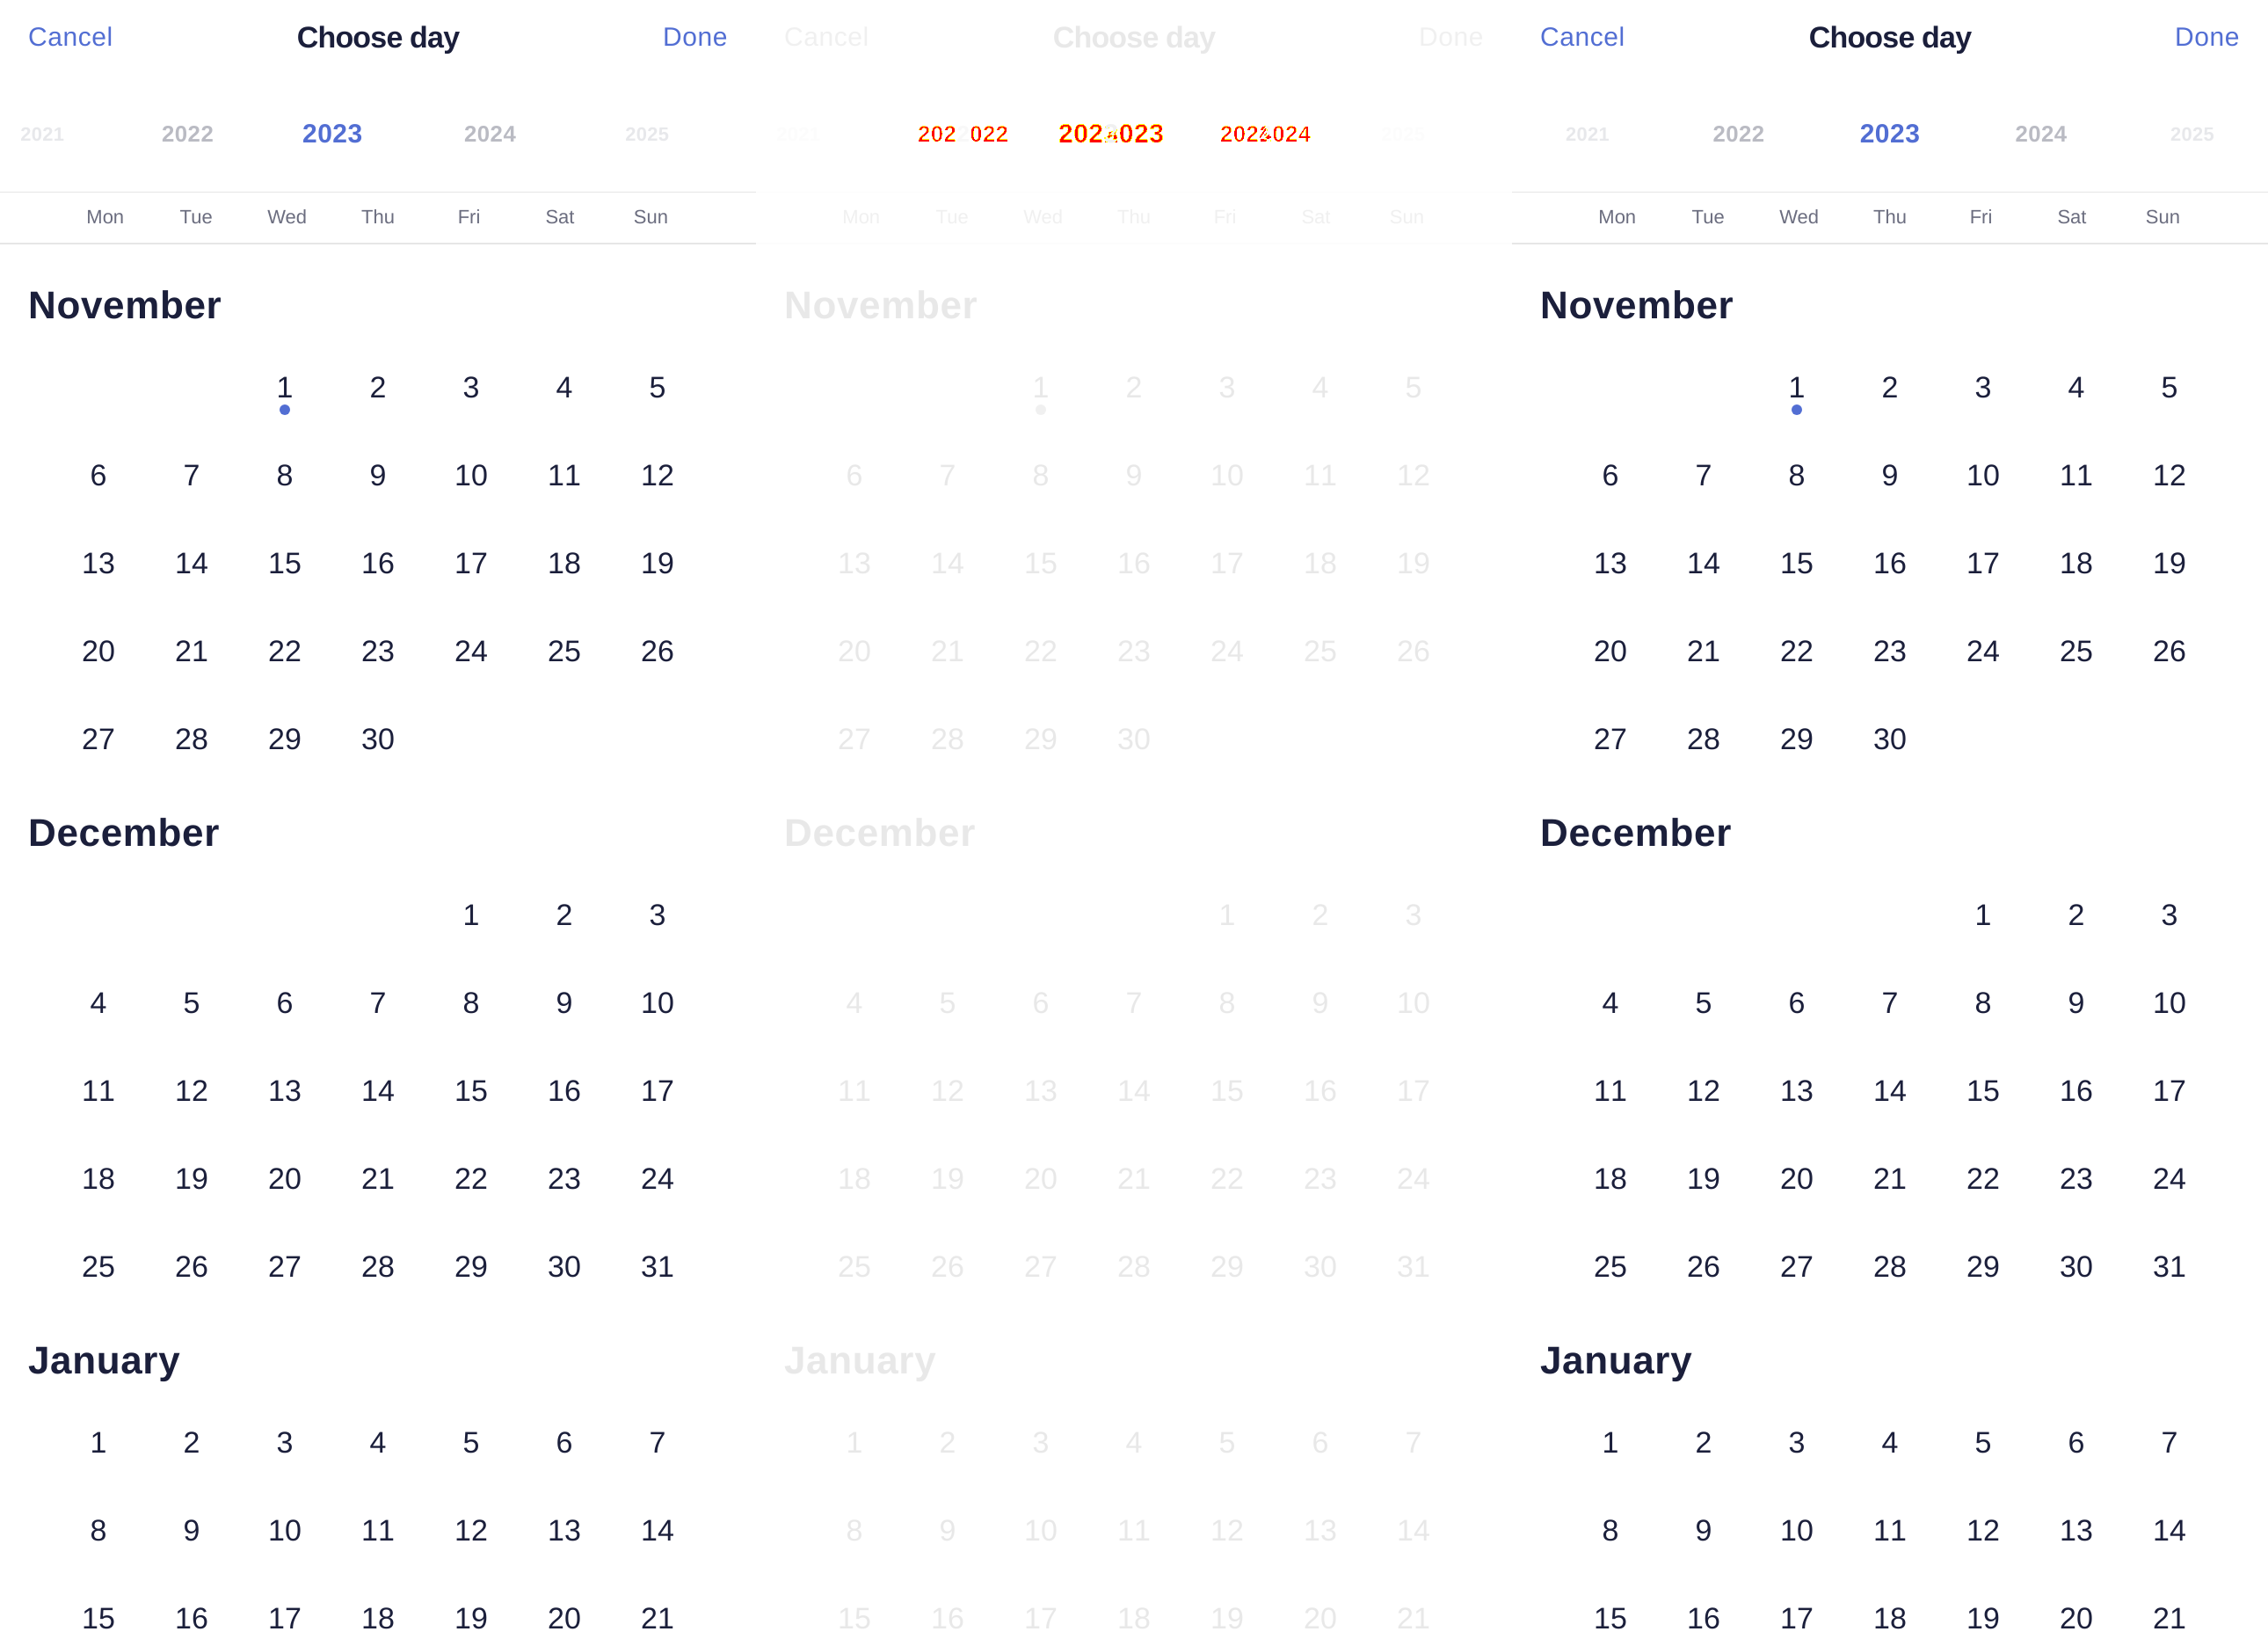 Cancel Choose day Done Cancel Choose day Done Cancel Choose day Done
2021 2022 2023 2024 2025 2021 2022 2023 2024 2025
Mon Tue Wed Thu Fri Sat Sun Mon Tue Wed Thu Fri Sat Sun Mon Tue Wed Thu Fri Sat Sun
November November November
1 2 3 4 5 1 2 3 4 5 1 2 3 4 5
6 7 8 9 10 11 12 6 7 8 9 10 11 12 6 7 8 9 10 11 12
13 14 15 16 17 18 19 13 14 15 16 17 18 19 13 14 15 16 17 18 19
20 21 22 23 24 25 26 20 21 22 23 24 25 26 20 21 22 23 24 25 26
27 28 29 30 27 28 29 30 27 28 29 30
December December December
1 2 3 1 2 3 1 2 3
4 5 6 7 8 9 10 4 5 6 7 8 9 10 4 5 6 7 8 9 10
11 12 13 14 15 16 17 11 12 13 14 15 16 17 11 12 13 14 15 16 17
18 19 20 21 22 23 24 18 19 20 21 22 23 24 18 19 20 21 22 23 24
25 26 27 28 29 30 31 25 26 27 28 29 30 31 25 26 27 28 29 30 31
January January January
1 2 3 4 5 6 7 1 2 3 4 5 6 7 1 2 3 4 5 6 7
8 9 10 11 12 13 14 8 9 10 11 12 13 14 8 9 10 11 12 13 14
15 16 17 18 19 20 21 15 16 17 18 19 20 21 15 16 17 18 19 20 21